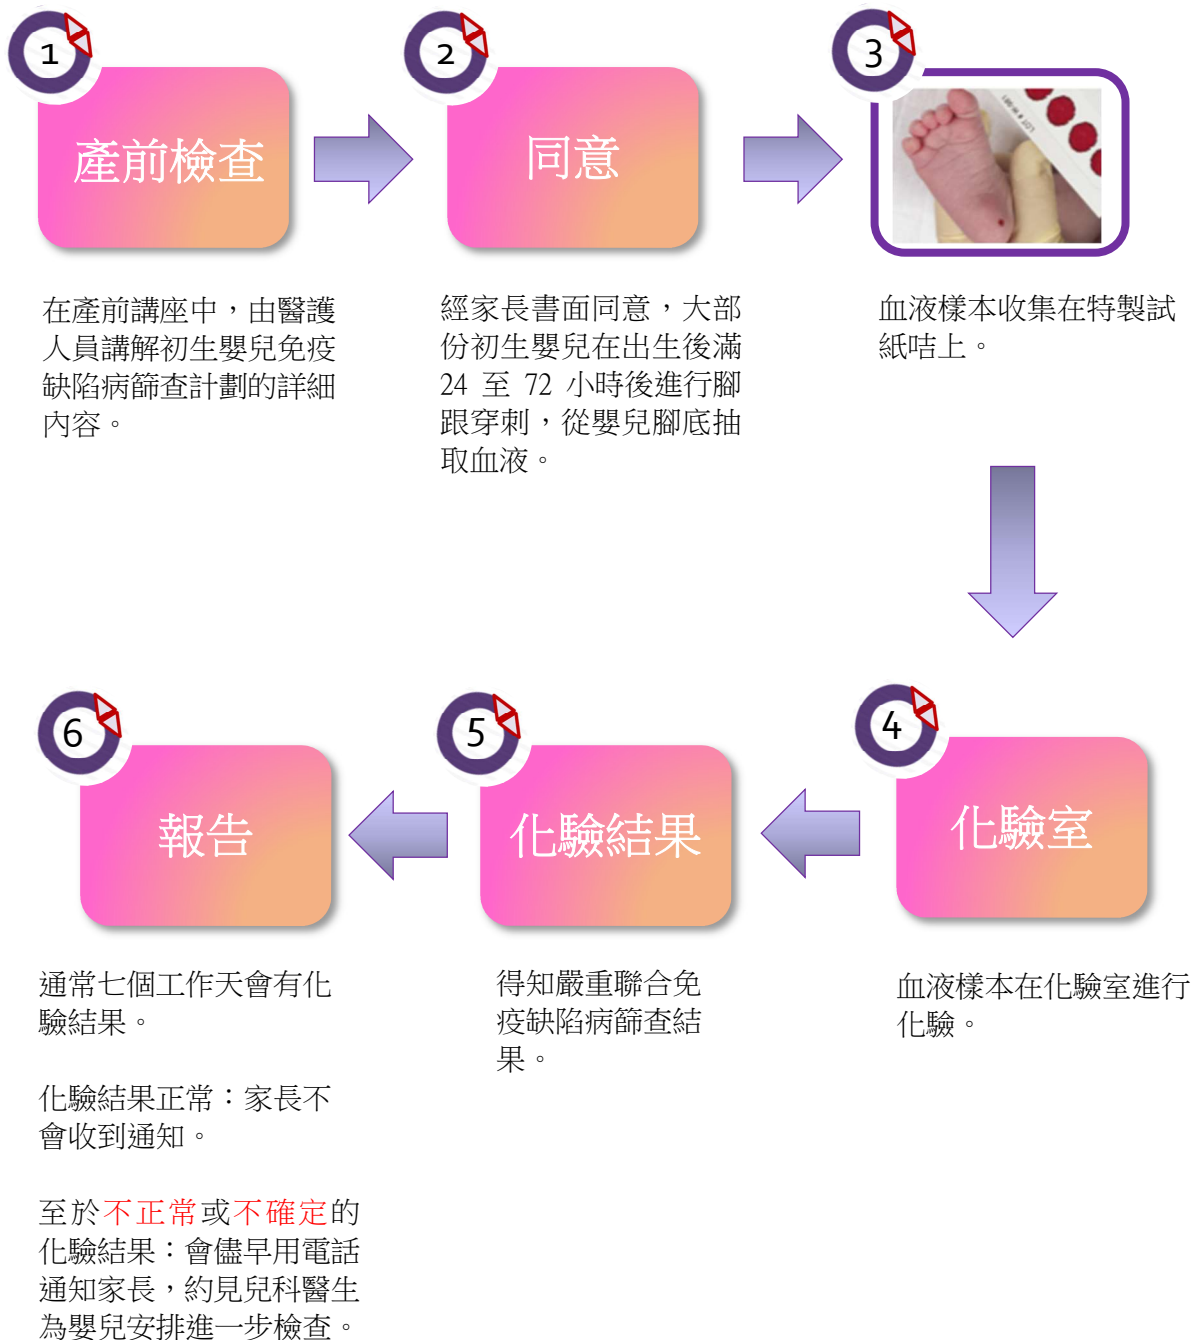 1
產前檢查
在產前講座中，由醫護
人員講解初生嬰兒免疫
缺陷病篩查計劃的詳細
內容。
2
同意
經家長書面同意，大部
份初生嬰兒在出生後滿
24 至 72 小時後進行腳
跟穿刺，從嬰兒腳底抽
取血液。
3
LOT # W-051
血液樣本收集在特製試
紙咭上。
4
化驗室
血液樣本在化驗室進行
化驗。
5
化驗結果
得知嚴重聯合免
疫缺陷病篩查結
果。
6
報告
通常七個工作天會有化
驗結果。
化驗結果正常：家長不
會收到通知。
至於不正常或不確定的
化驗結果：會儘早用電話
通知家長，約見兒科醫生
為嬰兒安排進一步檢查。